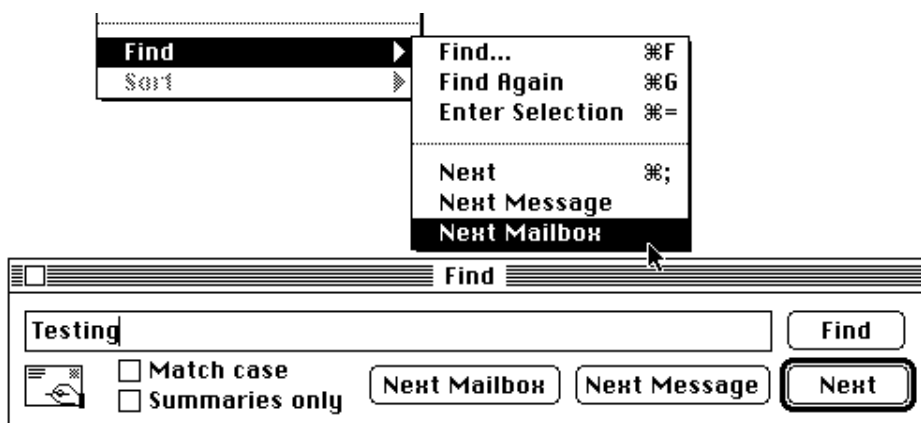 Find
Sort
Find... ⌘F
Find Again ⌘G
Enter Selection ⌘=
Next ⌘;
Next Message
Next Mailbox
Find
Testing
Find
Match case
Summaries only
Next Mailbox
Next Message
Next